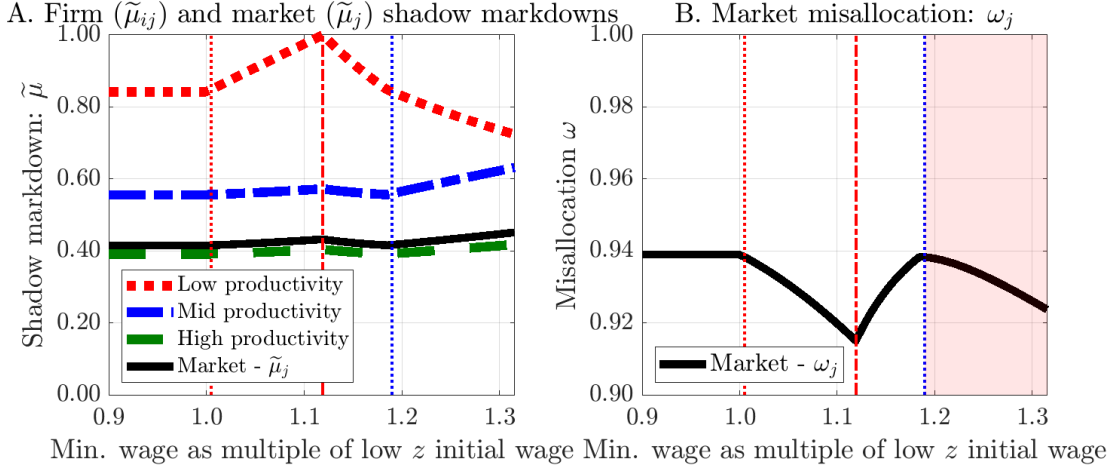 A. Firm (μ̃ij) and market (μ̃j) shadow markdowns
Shadow markdown: μ̃
1.00
0.80
0.60
0.40
0.20
0.00
Low productivity
Mid productivity
High productivity
Market - μ̃j
0.9
1.0
1.1
1.2
1.3
Min. wage as multiple of low z initial wage
B. Market misallocation: ωj
Misallocation ω
1.00
0.98
0.96
0.94
0.92
0.90
Market - ωj
0.9
1.0
1.1
1.2
1.3
Min. wage as multiple of low z initial wage